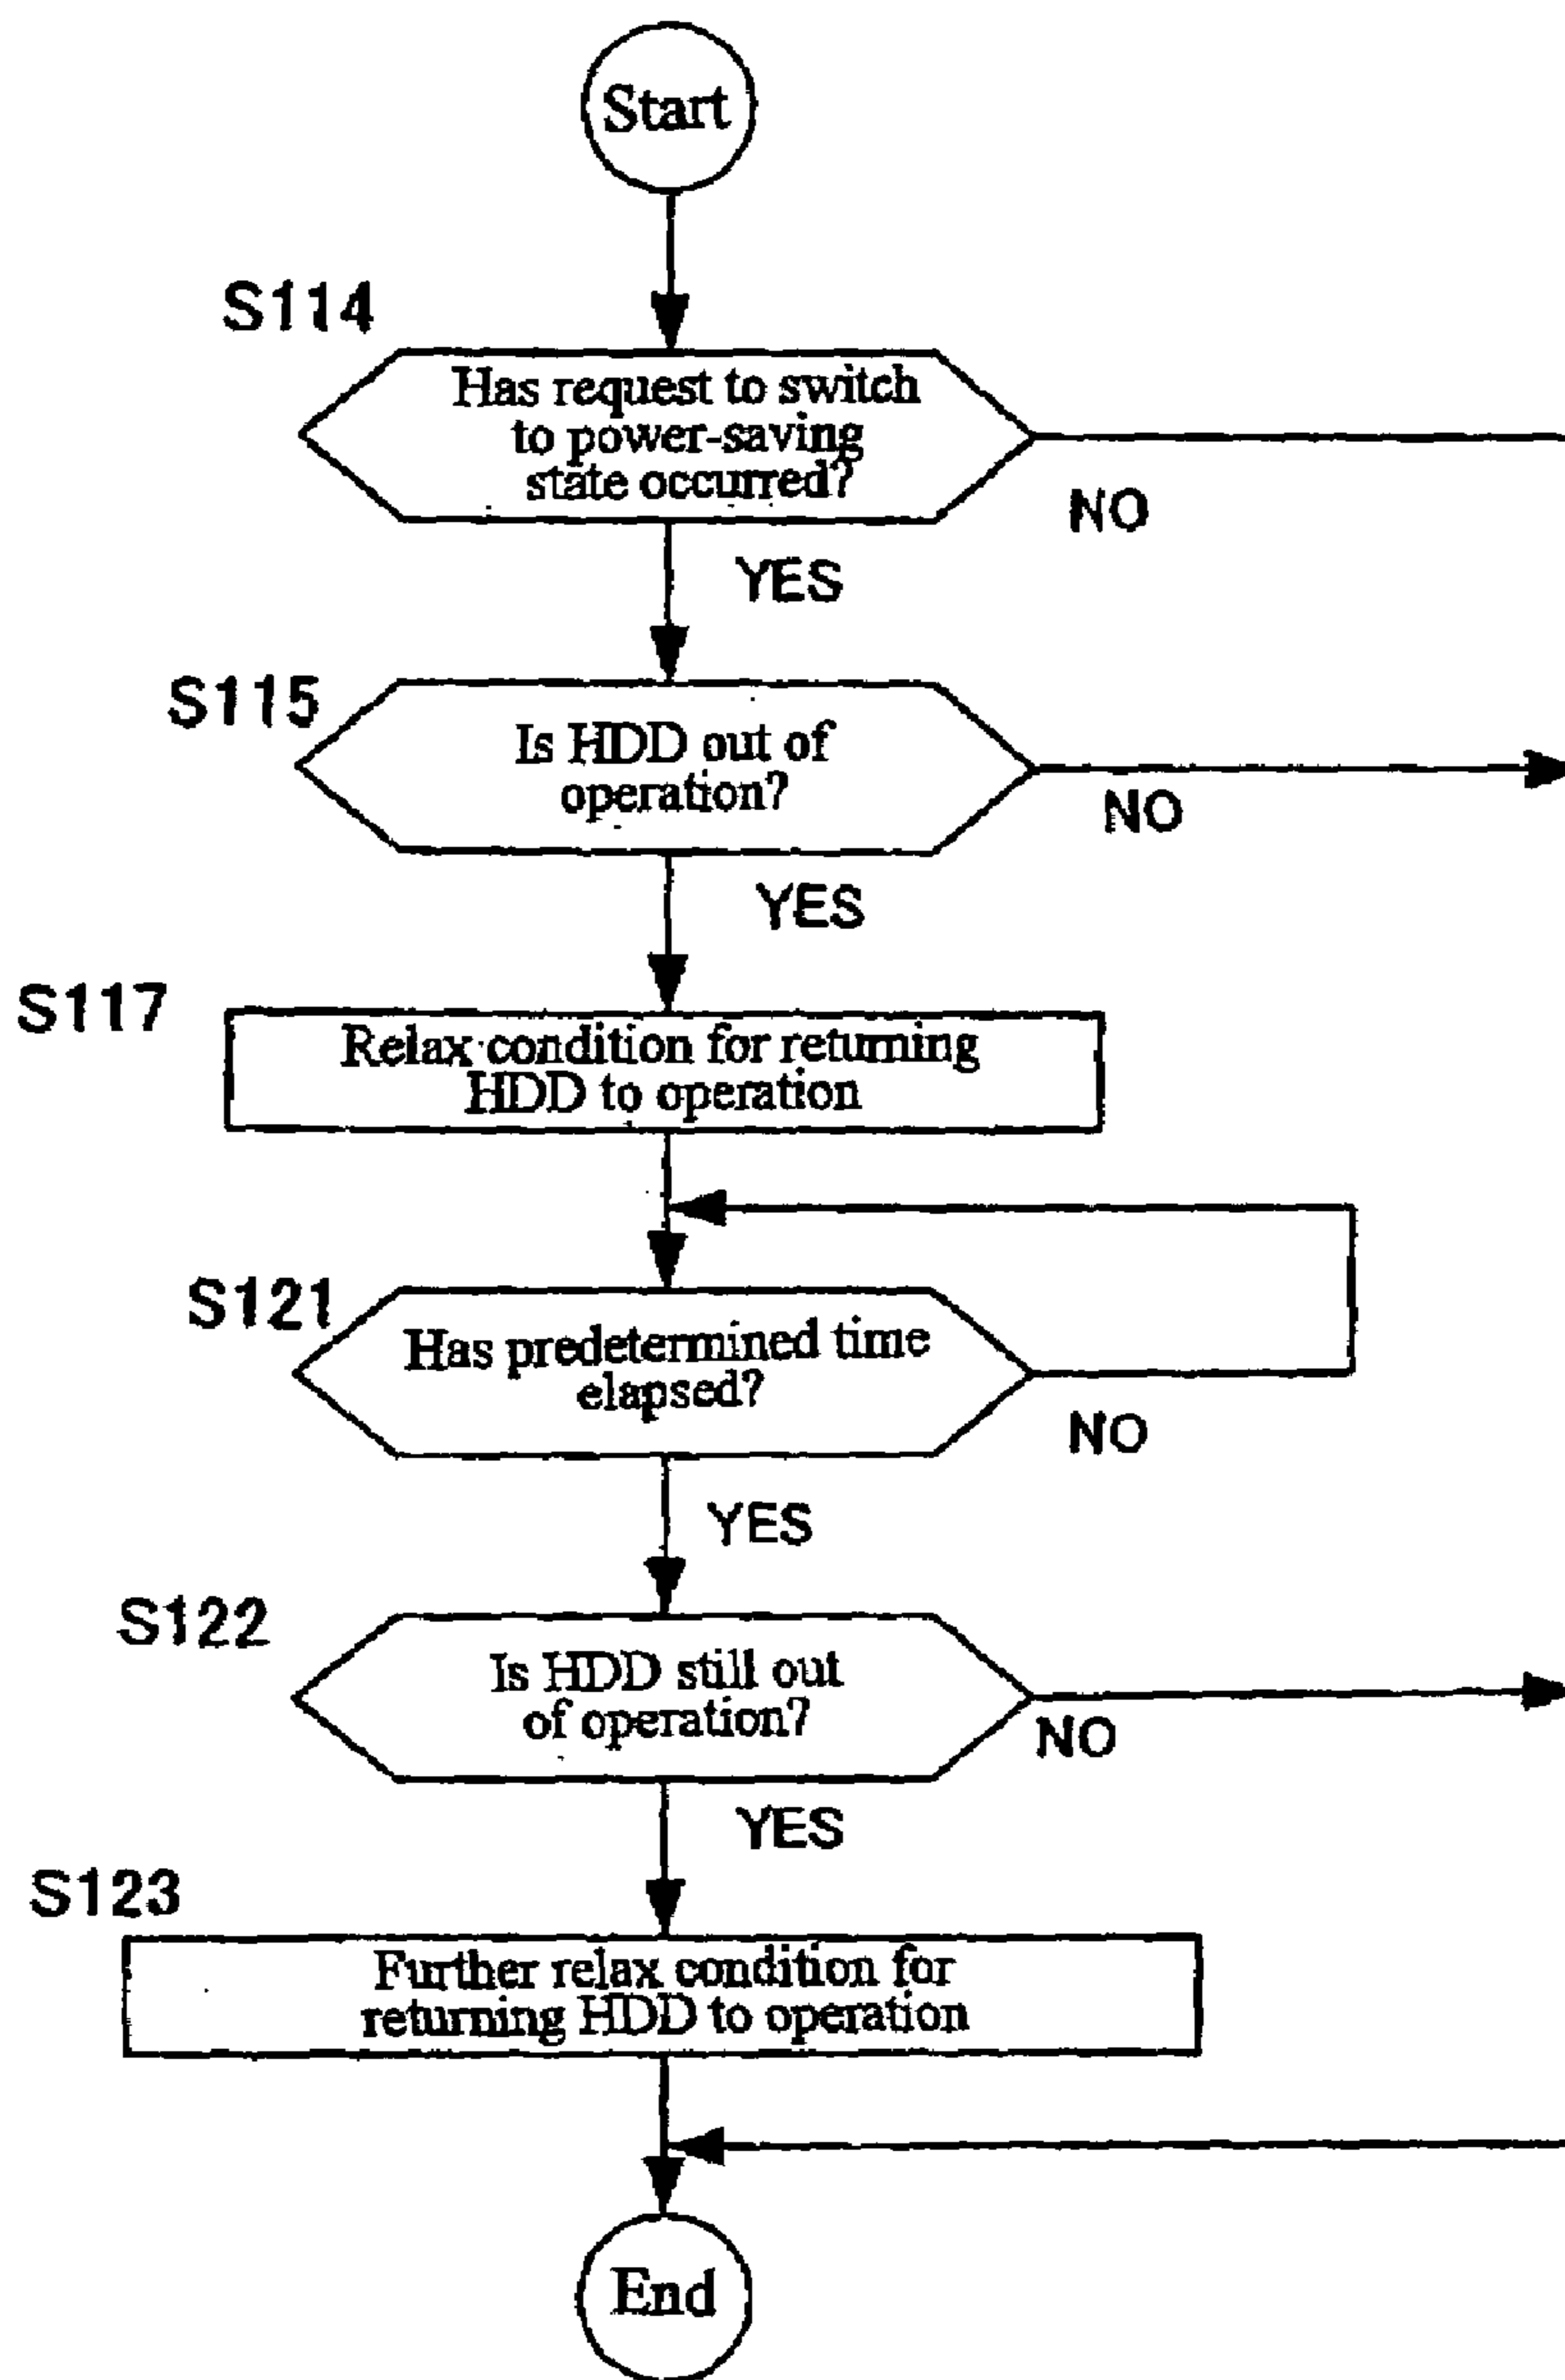 Start
S114
Has request to switch
to power-saving
state occurred?
NO
YES
S115
Is HDD out of
operation?
NO
YES
S117
Relax condition for returning
HDD to operation
S121
Has predetermined time
elapsed?
NO
YES
S122
Is HDD still out
of operation?
NO
YES
S123
Further relax condition for
returning HDD to operation
End